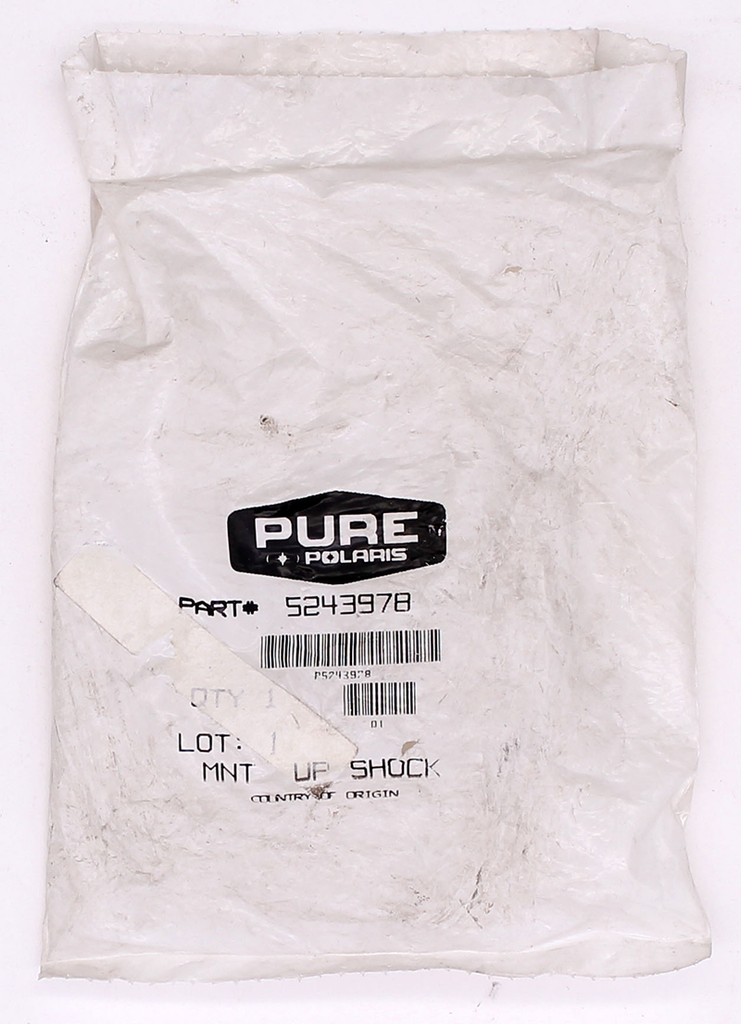 PURE
POLARIS
PART# 5243978
P5243978
QTY 1
01
LOT: 1
MNT UP SHOCK
COUNTRY OF ORIGIN